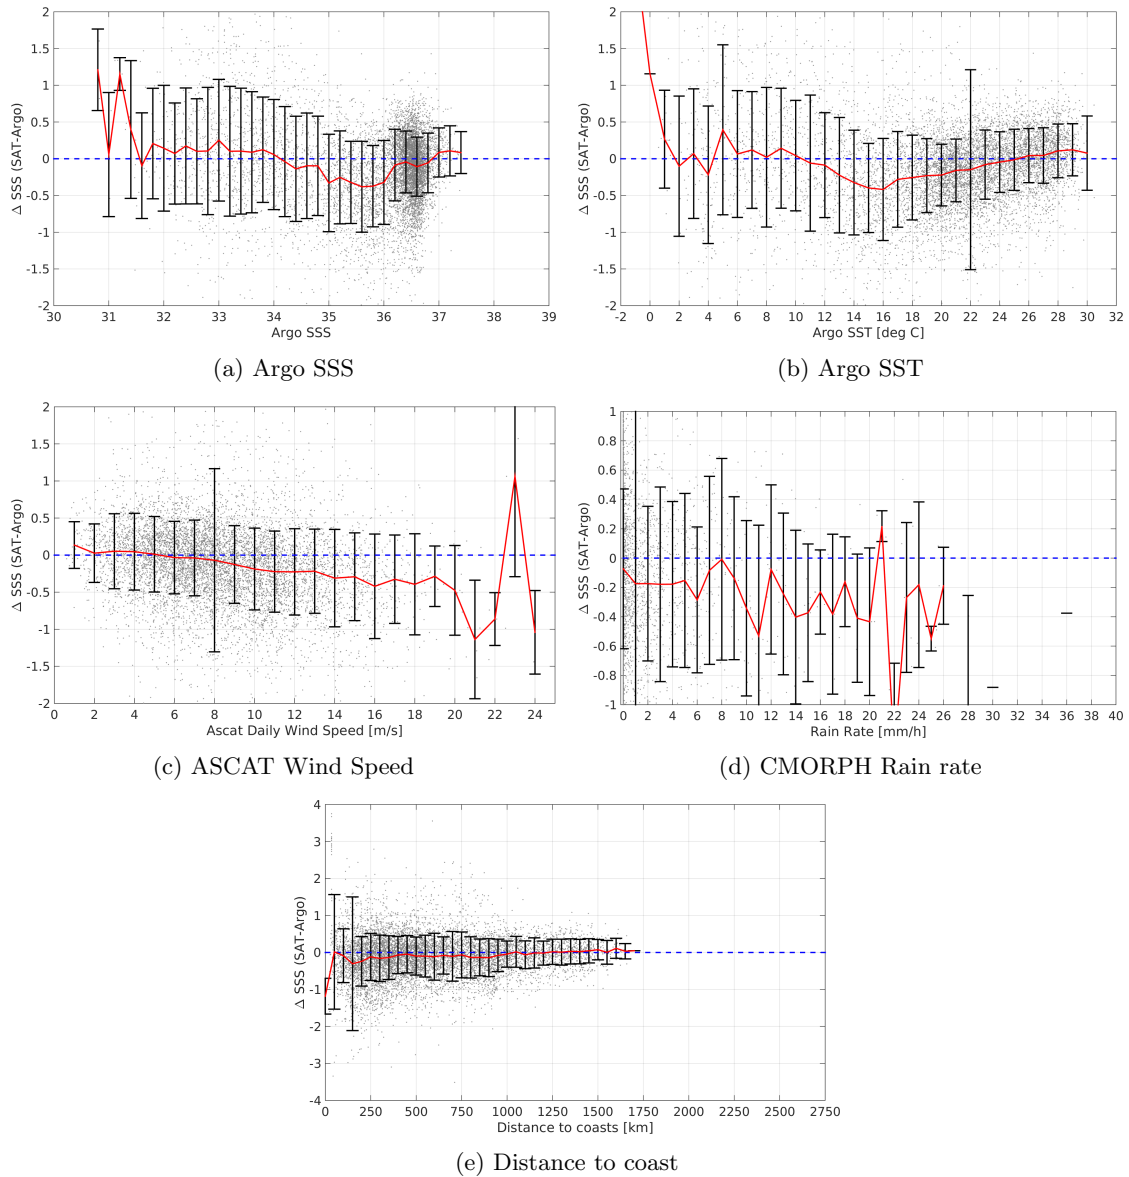 2
1.5
1
0.5
0
-0.5
-1
-1.5
-2
Δ SSS (SAT-Argo)
30 31 32 33 34 35 36 37 38 39
Argo SSS
(a) Argo SSS
2
1.5
1
0.5
0
-0.5
-1
-1.5
-2
Δ SSS (SAT-Argo)
-2 0 2 4 6 8 10 12 14 16 18 20 22 24 26 28 30 32
Argo SST [deg C]
(b) Argo SST
2
1.5
1
0.5
0
-0.5
-1
-1.5
-2
Δ SSS (SAT-Argo)
0 2 4 6 8 10 12 14 16 18 20 22 24
Ascat Daily Wind Speed [m/s]
(c) ASCAT Wind Speed
1
0.8
0.6
0.4
0.2
0
-0.2
-0.4
-0.6
-0.8
-1
Δ SSS (SAT-Argo)
0 2 4 6 8 10 12 14 16 18 20 22 24 26 28 30 32 34 36 38 40
Rain Rate [mm/h]
(d) CMORPH Rain rate
4
3
2
1
0
-1
-2
-3
-4
Δ SSS (SAT-Argo)
0 250 500 750 1000 1250 1500 1750 2000 2250 2500 2750
Distance to coasts [km]
(e) Distance to coast